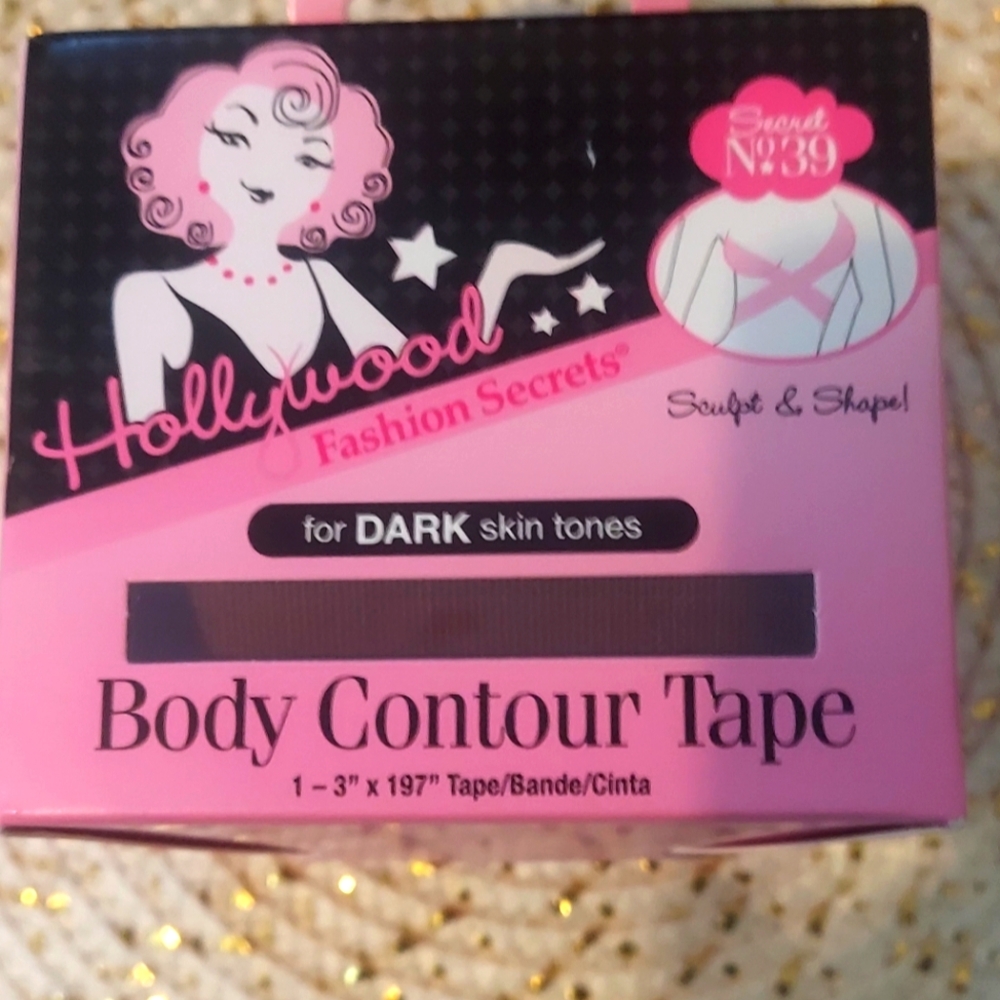 Secret
Nº39
Hollywood
Fashion Secrets®
Sculpt & Shape!
for DARK skin tones
Body Contour Tape
1 – 3” x 197” Tape/Bande/Cinta